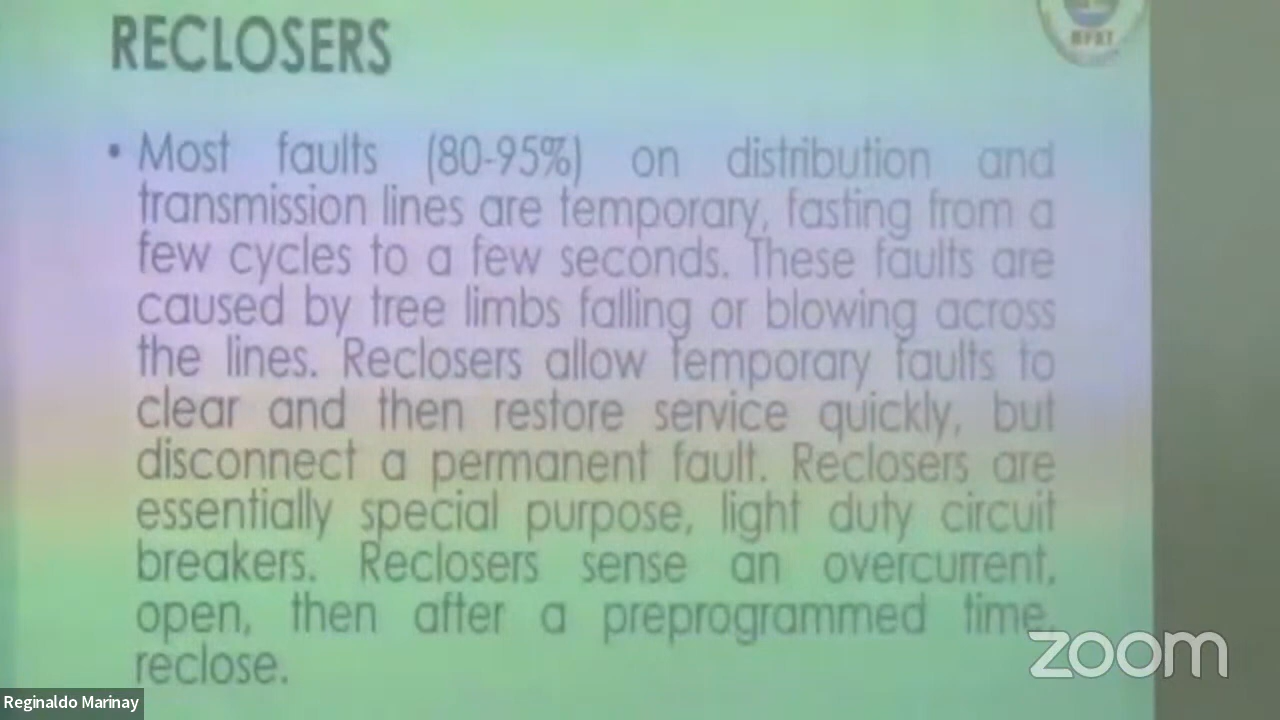 RECLOSERS
• Most faults (80-95%) on distribution and
transmission lines are temporary, fasting from a
few cycles to a few seconds. These faults are
caused by tree limbs falling or blowing across
the lines. Reclosers allow temporary faults to
clear and then restore service quickly, but
disconnect a permanent fault. Reclosers are
essentially special purpose, light duty circuit
breakers. Reclosers sense an overcurrent,
open, then after a preprogrammed time,
reclose.
zoom
Reginaldo Marinay